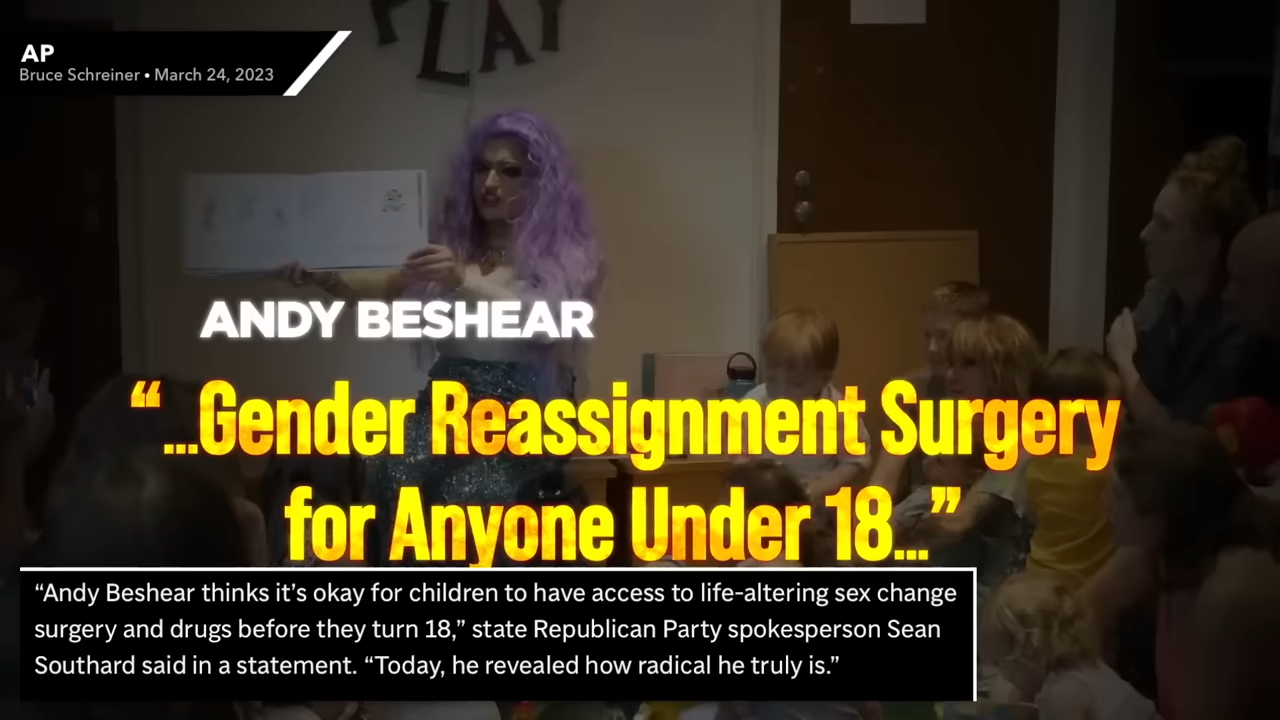 PLAY
AP
Bruce Schreiner • March 24, 2023
ANDY BESHEAR
“...Gender Reassignment Surgery
for Anyone Under 18...”
“Andy Beshear thinks it’s okay for children to have access to life-altering sex change
surgery and drugs before they turn 18,” state Republican Party spokesperson Sean
Southard said in a statement. “Today, he revealed how radical he truly is.”